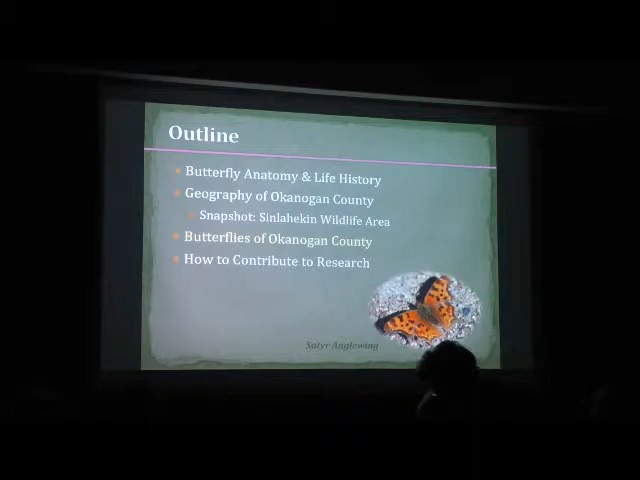 Outline
Butterfly Anatomy & Life History
Geography of Okanogan County
Snapshot: Sinlahekin Wildlife Area
Butterflies of Okanogan County
How to Contribute to Research
Satyr Anglewing